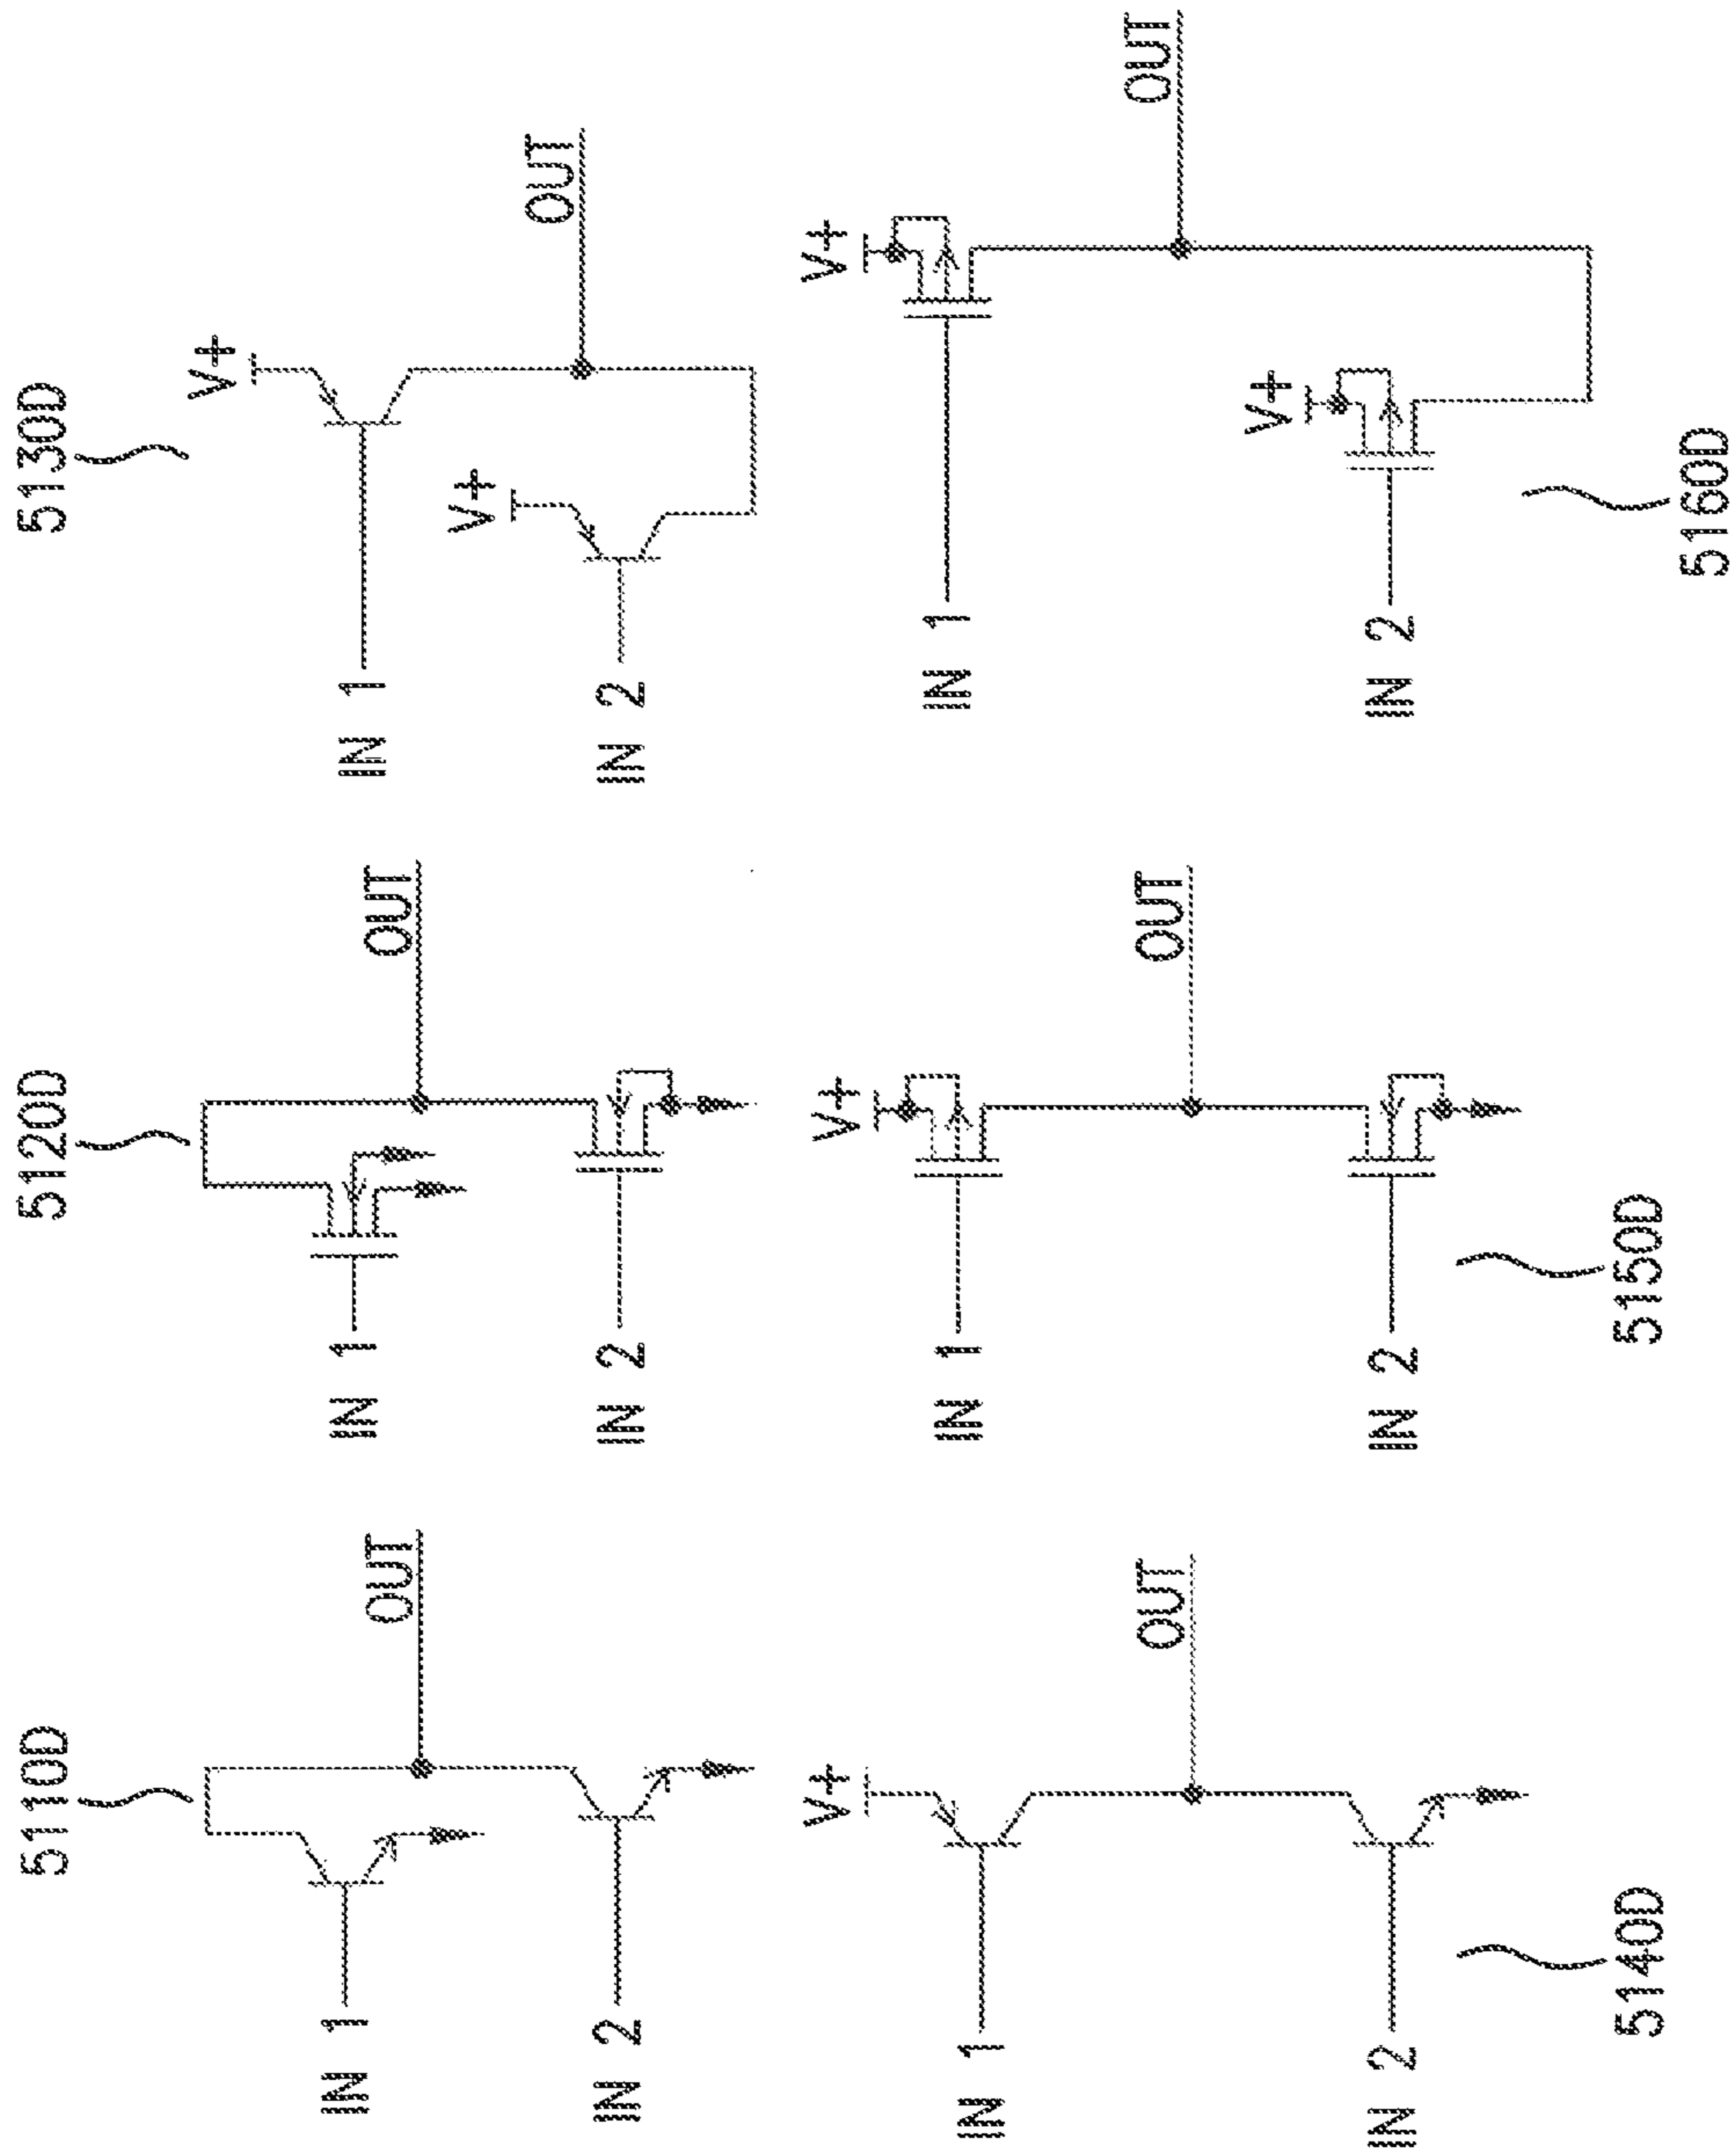 5110D
IN 1
OUT
IN 2
5120D
IN 1
OUT
IN 2
5130D
V+
IN 1
V+
OUT
IN 2
V+
IN 1
OUT
IN 2
5140D
V+
IN 1
OUT
IN 2
5150D
V+
IN 1
OUT
V+
IN 2
5160D